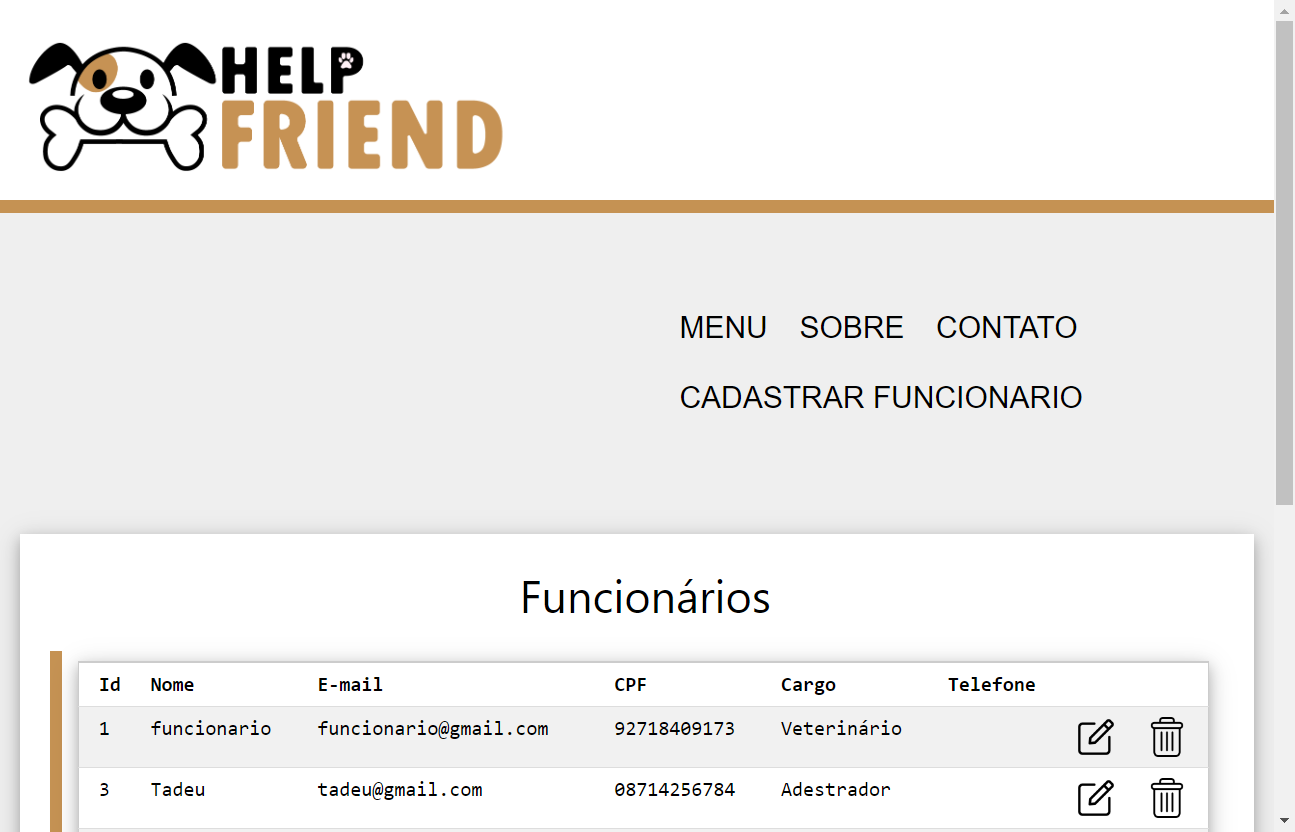 HELP
FRIEND
MENU SOBRE CONTATO
CADASTRAR FUNCIONARIO
Funcionários
Id Nome E-mail CPF Cargo Telefone
1 funcionario funcionario@gmail.com 92718409173 Veterinário
3 Tadeu tadeu@gmail.com 08714256784 Adestrador